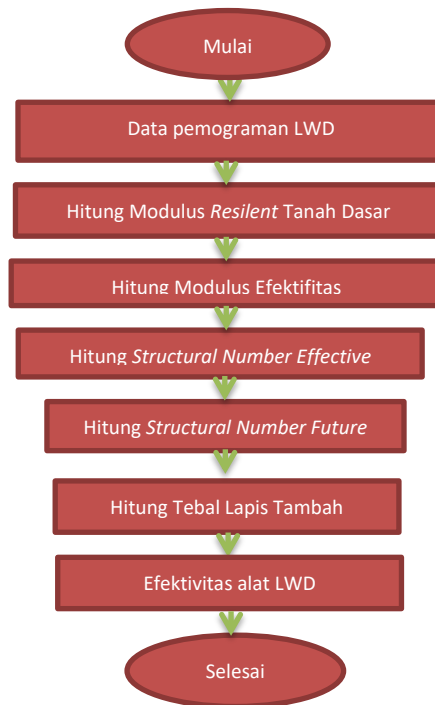 Mulai
Data pemograman LWD
Hitung Modulus Resilent Tanah Dasar
Hitung Modulus Efektifitas
Hitung Structural Number Effective
Hitung Structural Number Future
Hitung Tebal Lapis Tambah
Efektivitas alat LWD
Selesai